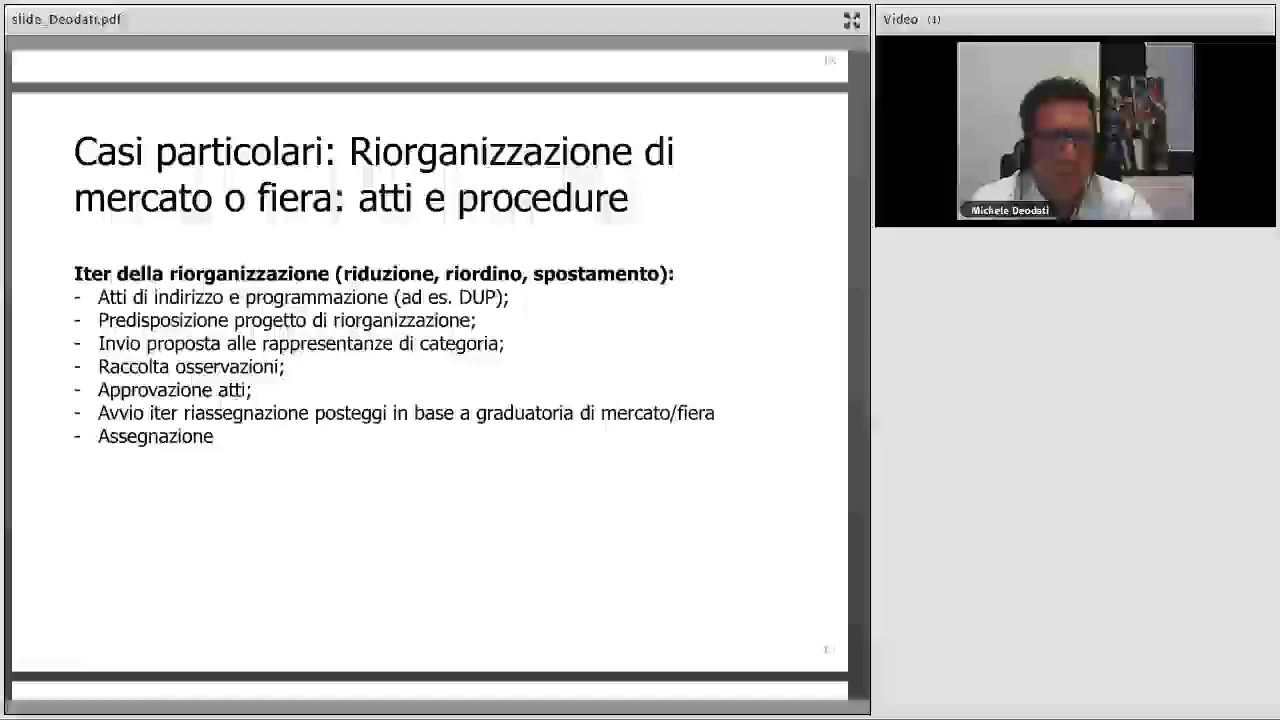 slide_Deodati.pdf
Casi particolari: Riorganizzazione di
mercato o fiera: atti e procedure
Iter della riorganizzazione (riduzione, riordino, spostamento):
- Atti di indirizzo e programmazione (ad es. DUP);
- Predisposizione progetto di riorganizzazione;
- Invio proposta alle rappresentanze di categoria;
- Raccolta osservazioni;
- Approvazione atti;
- Avvio iter riassegnazione posteggi in base a graduatoria di mercato/fiera
- Assegnazione
Video (1)
Michele Deodati